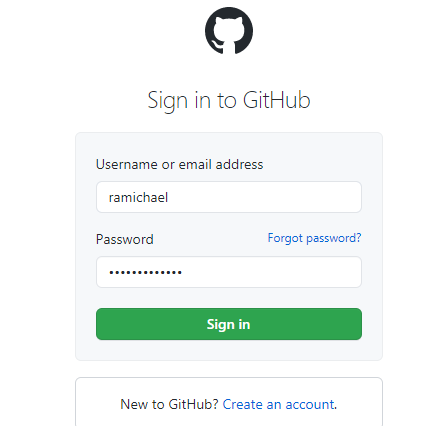 Sign in to GitHub
Username or email address
ramichael
Password Forgot password?
•••••••••••••
Sign in
New to GitHub? Create an account.